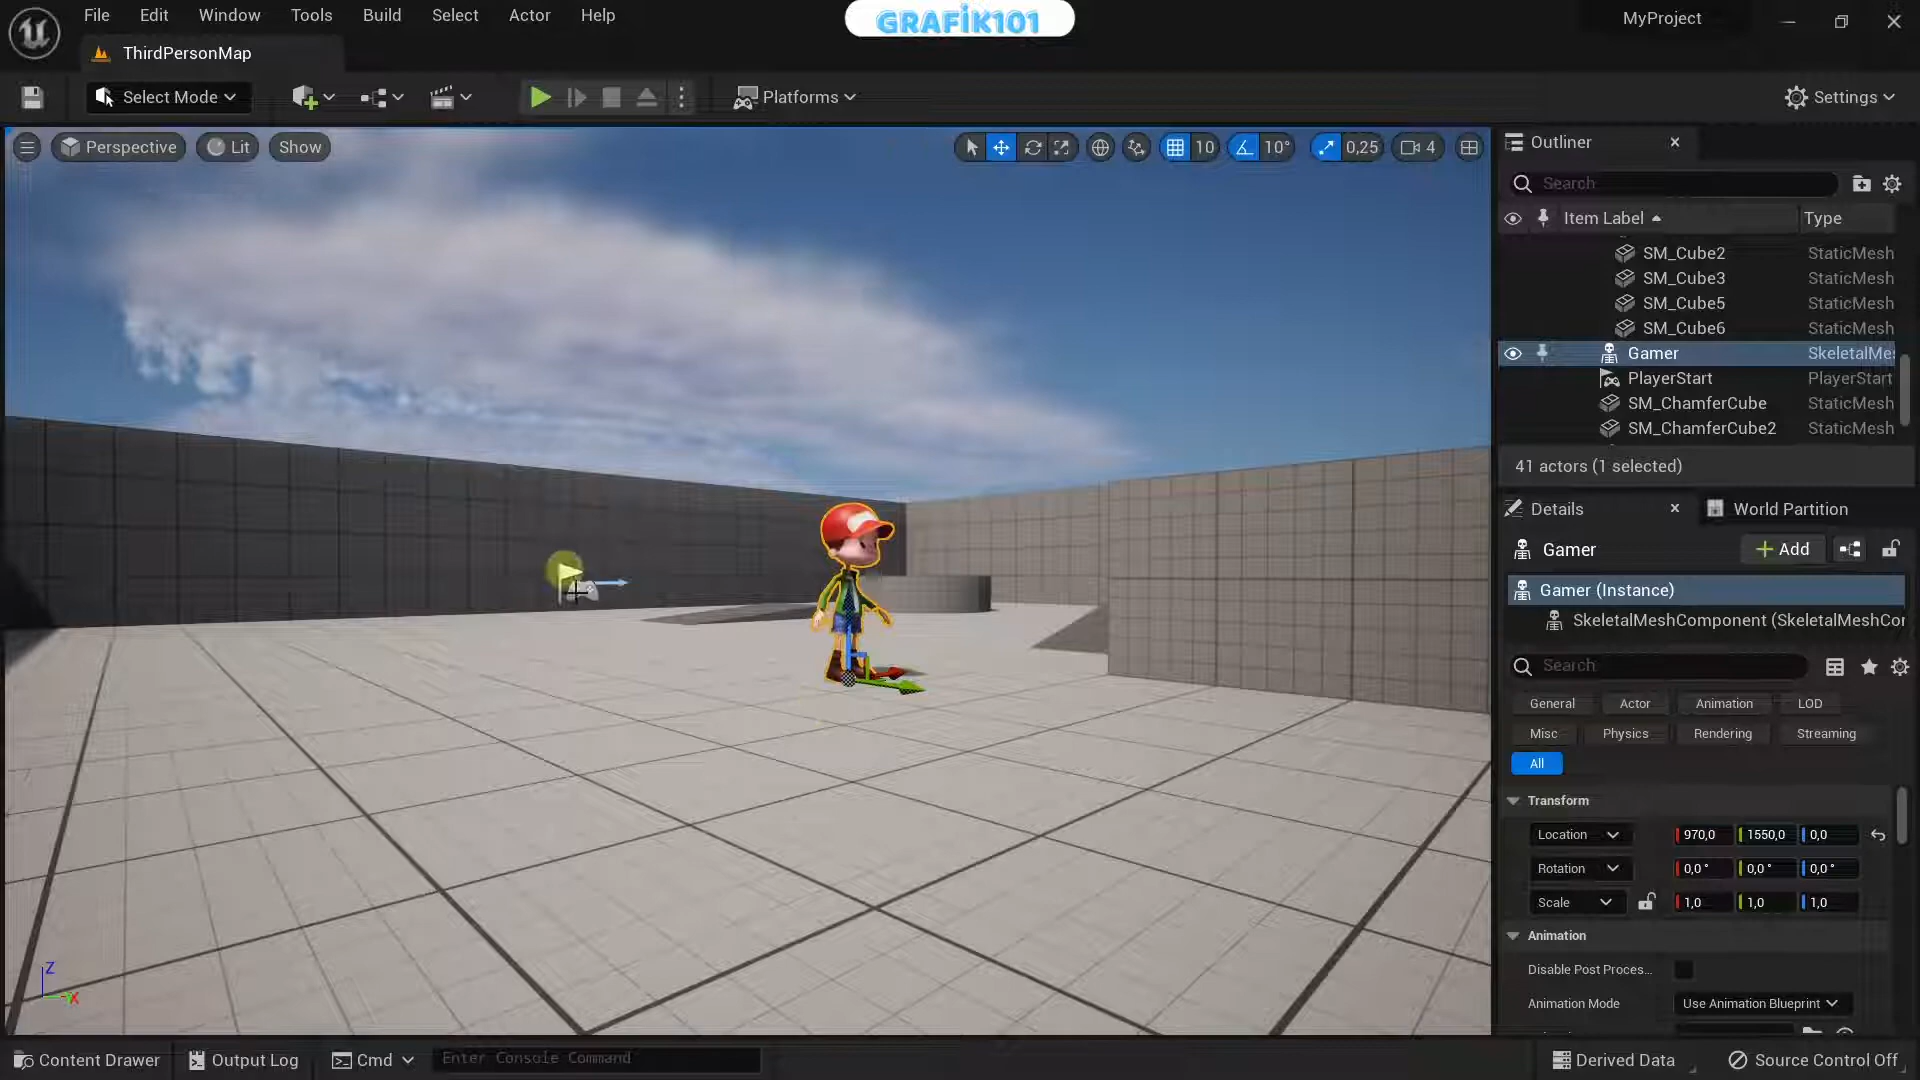 File Edit Window Tools Build Select Actor Help
GRAFİK101
MyProject
ThirdPersonMap
Select Mode
Platforms
Settings
Perspective Lit Show
10 10° 0,25 4
Outliner
Search
Item Label Type
SM_Cube2 StaticMesh
SM_Cube3 StaticMesh
SM_Cube5 StaticMesh
SM_Cube6 StaticMesh
Gamer SkeletalMes
PlayerStart PlayerStart
SM_ChamferCube StaticMesh
SM_ChamferCube2 StaticMesh
41 actors (1 selected)
Details World Partition
Gamer Add
Gamer (Instance)
SkeletalMeshComponent (SkeletalMeshCor
Search
General Actor Animation LOD
Misc Physics Rendering Streaming
All
Transform
Location 970,0 1550,0 0,0
Rotation 0,0° 0,0° 0,0°
Scale 1,0 1,0 1,0
Animation
Disable Post Proces...
Animation Mode Use Animation Blueprint
Z
X
Content Drawer Output Log Cmd Enter Console Command Derived Data Source Control Off